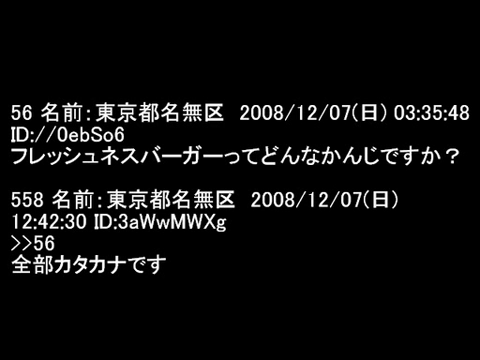 56 名前：東京都名無区　2008/12/07(日) 03:35:48
ID://0ebSo6
フレッシュネスバーガーってどんなかんじですか？
558 名前：東京都名無区　2008/12/07(日)
12:42:30 ID:3aWwMWXg
>>56
全部カタカナです